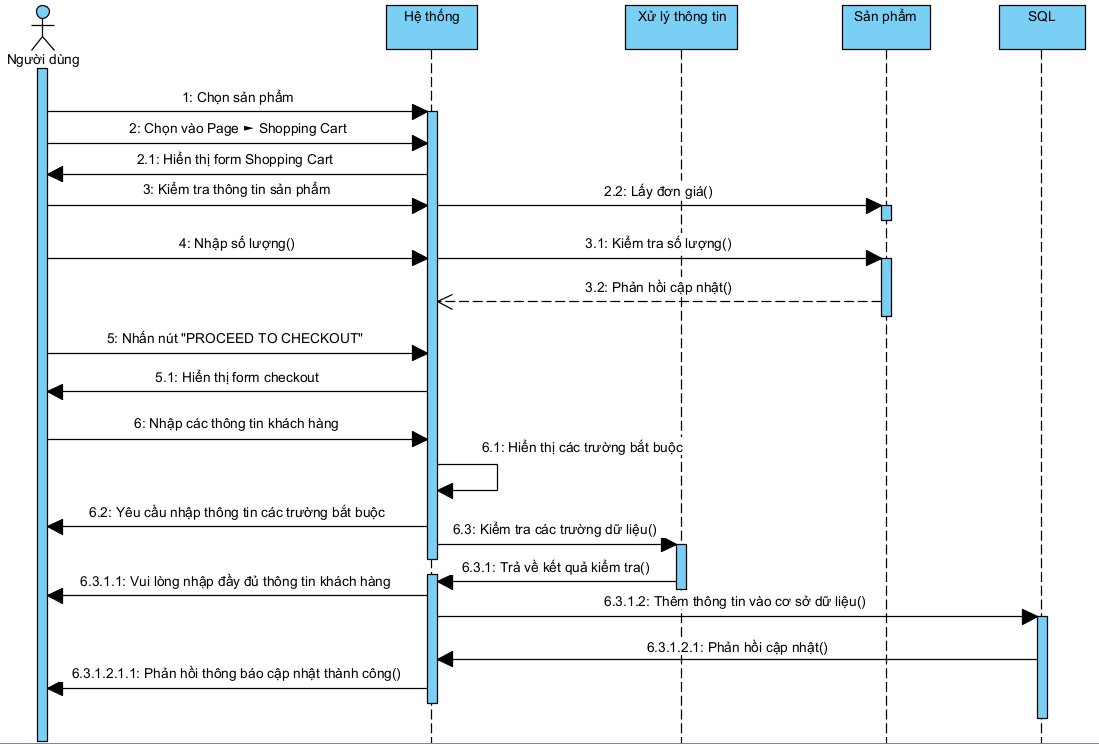 Người dùng
Hệ thống
Xử lý thông tin
Sản phẩm
SQL
1: Chọn sản phẩm
2: Chọn vào Page ► Shopping Cart
2.1: Hiển thị form Shopping Cart
3: Kiểm tra thông tin sản phẩm
2.2: Lấy đơn giá()
4: Nhập số lượng()
3.1: Kiểm tra số lượng()
3.2: Phản hồi cập nhật()
5: Nhấn nút "PROCEED TO CHECKOUT"
5.1: Hiển thị form checkout
6: Nhập các thông tin khách hàng
6.1: Hiển thị các trường bắt buộc
6.2: Yêu cầu nhập thông tin các trường bắt buộc
6.3: Kiểm tra các trường dữ liệu()
6.3.1: Trả về kết quả kiểm tra()
6.3.1.1: Vui lòng nhập đầy đủ thông tin khách hàng
6.3.1.2: Thêm thông tin vào cơ sở dữ liệu()
6.3.1.2.1: Phản hồi cập nhật()
6.3.1.2.1.1: Phản hồi thông báo cập nhật thành công()